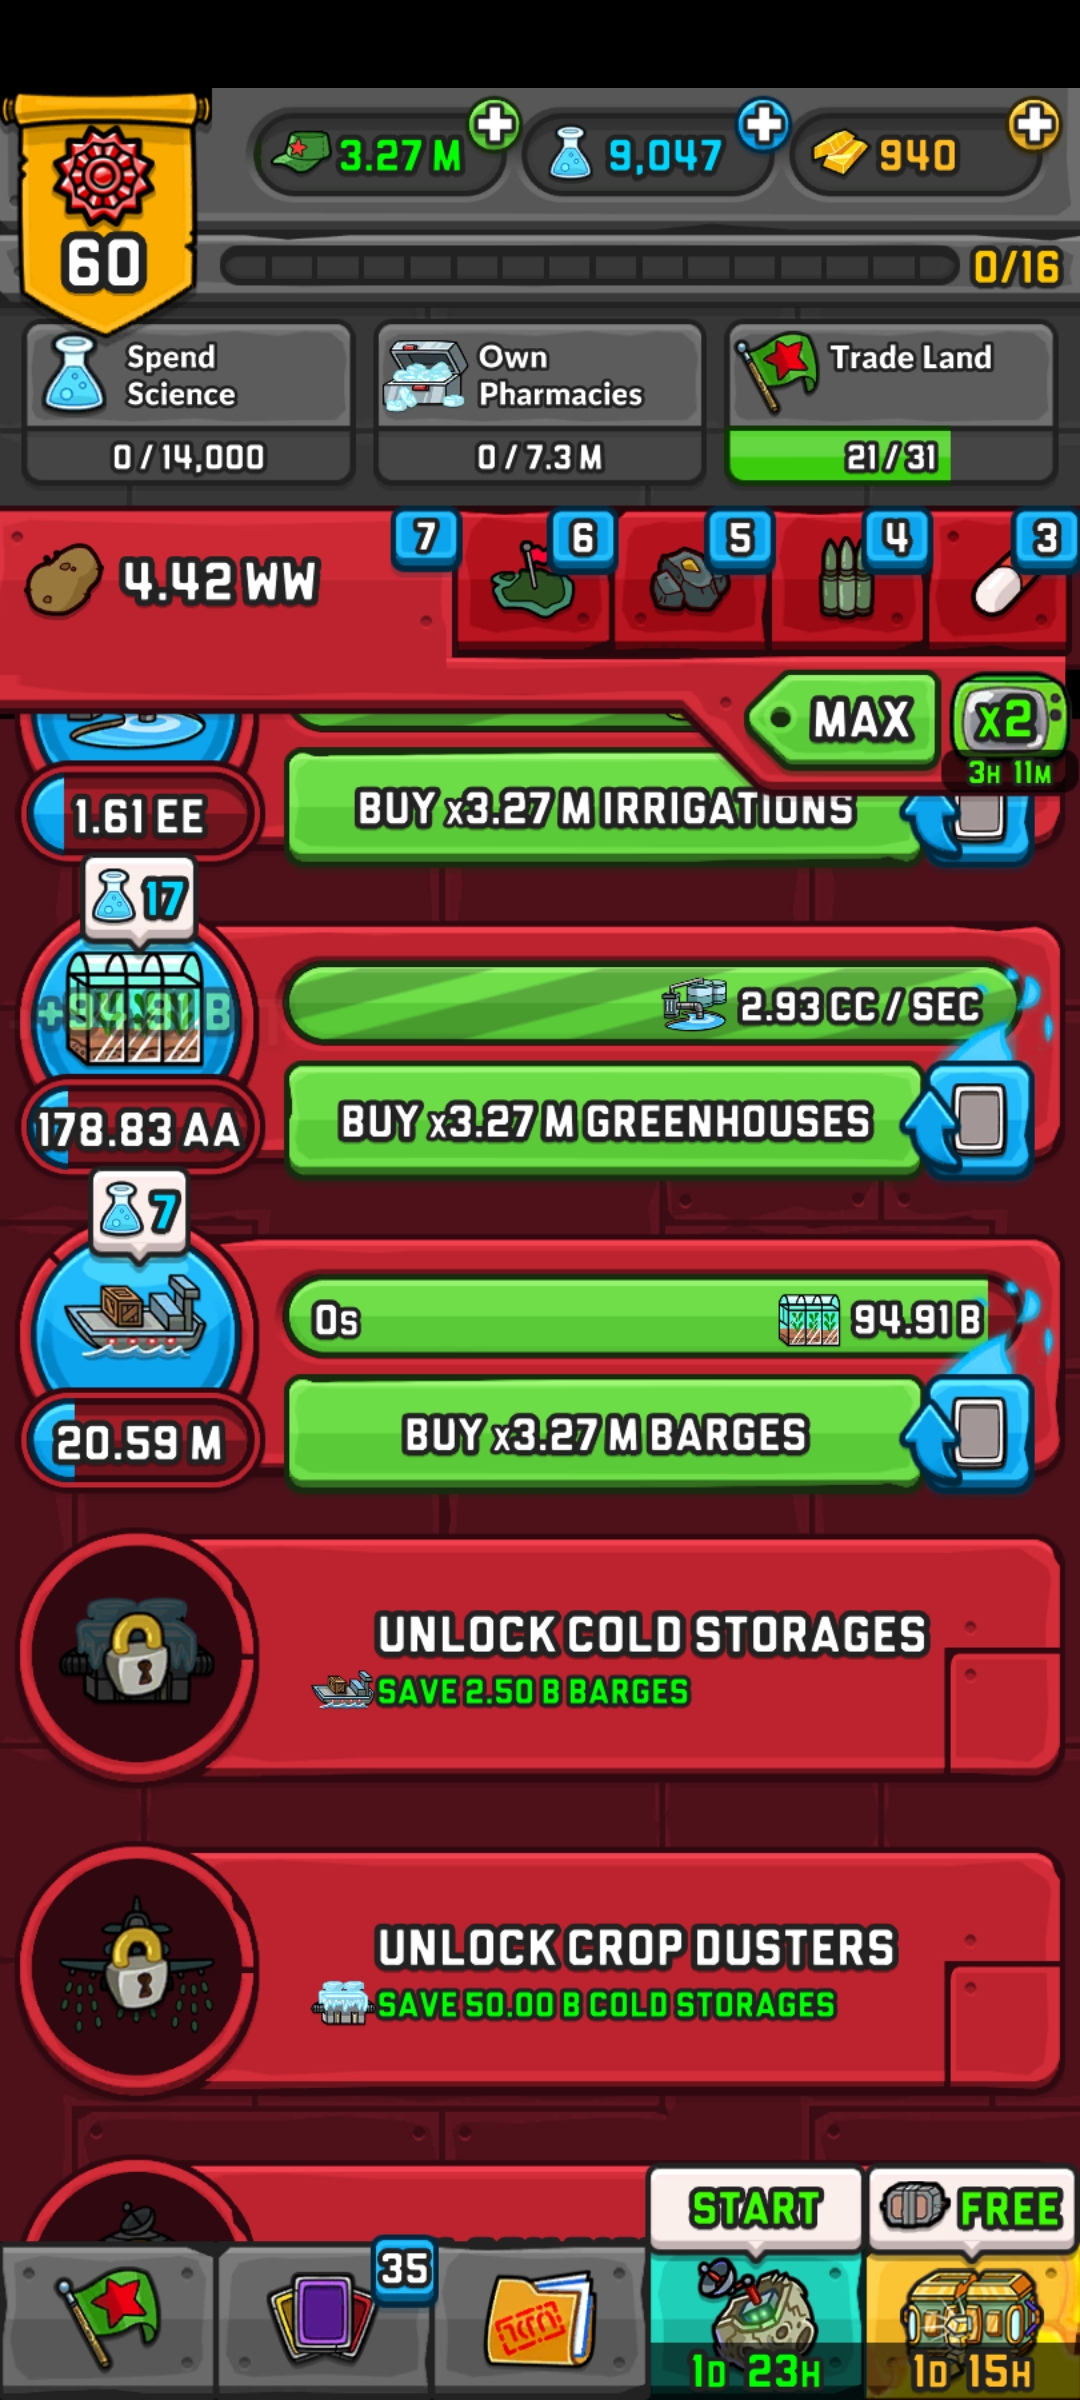 3.27 M
9,047
940
60
0/16
Spend
Science
0 / 14,000
Own
Pharmacies
0 / 7.3 M
Trade Land
21 / 31
4.42 WW
7
6
5
4
3
MAX
x2
3H 11M
1.61 EE
BUY x3.27 M IRRIGATIONS
17
+94.91 B
2.93 CC / SEC
178.83 AA
BUY x3.27 M GREENHOUSES
7
0s
94.91 B
20.59 M
BUY x3.27 M BARGES
UNLOCK COLD STORAGES
SAVE 2.50 B BARGES
UNLOCK CROP DUSTERS
SAVE 50.00 B COLD STORAGES
START
FREE
35
1D 23H
1D 15H